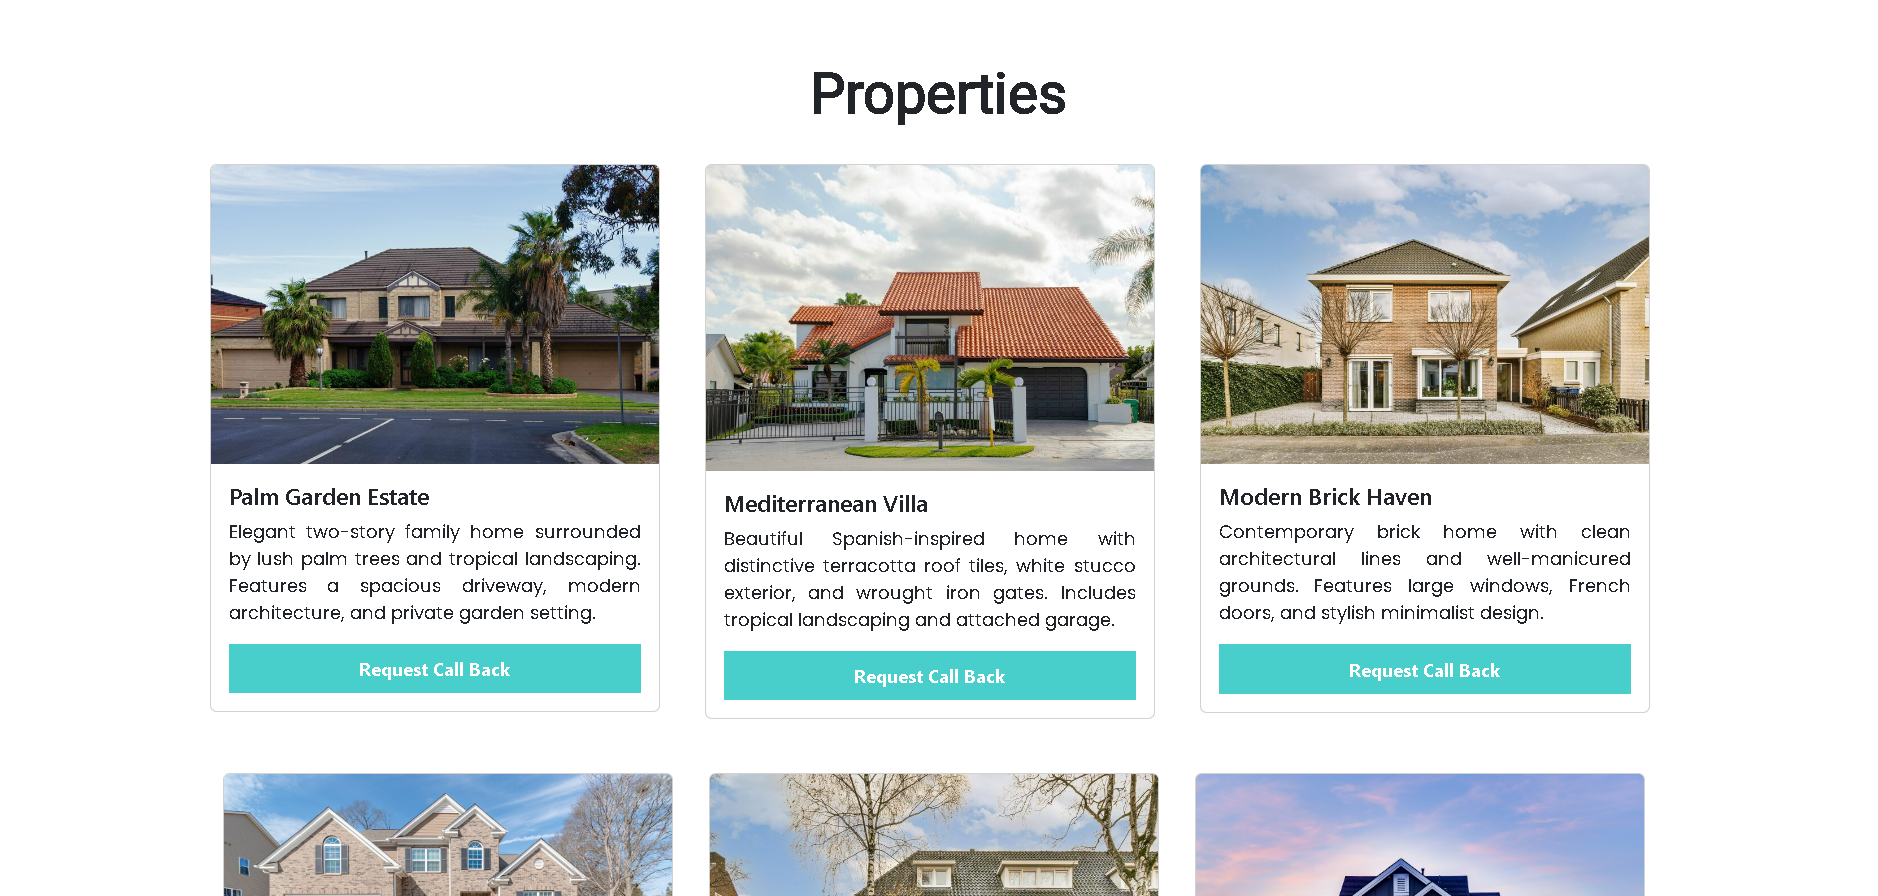 Properties
Palm Garden Estate
Elegant two-story family home surrounded
by lush palm trees and tropical landscaping.
Features a spacious driveway, modern
architecture, and private garden setting.
Request Call Back
Mediterranean Villa
Beautiful Spanish-inspired home with
distinctive terracotta roof tiles, white stucco
exterior, and wrought iron gates. Includes
tropical landscaping and attached garage.
Request Call Back
Modern Brick Haven
Contemporary brick home with clean
architectural lines and well-manicured
grounds. Features large windows, French
doors, and stylish minimalist design.
Request Call Back